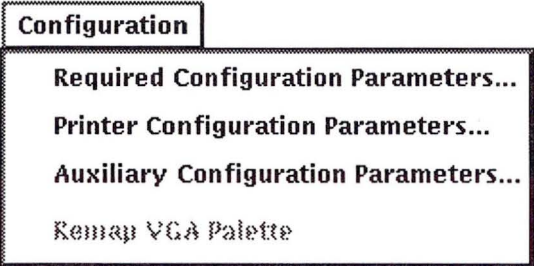 Configuration
Required Configuration Parameters...
Printer Configuration Parameters...
Auxiliary Configuration Parameters...
Remap VGA Palette